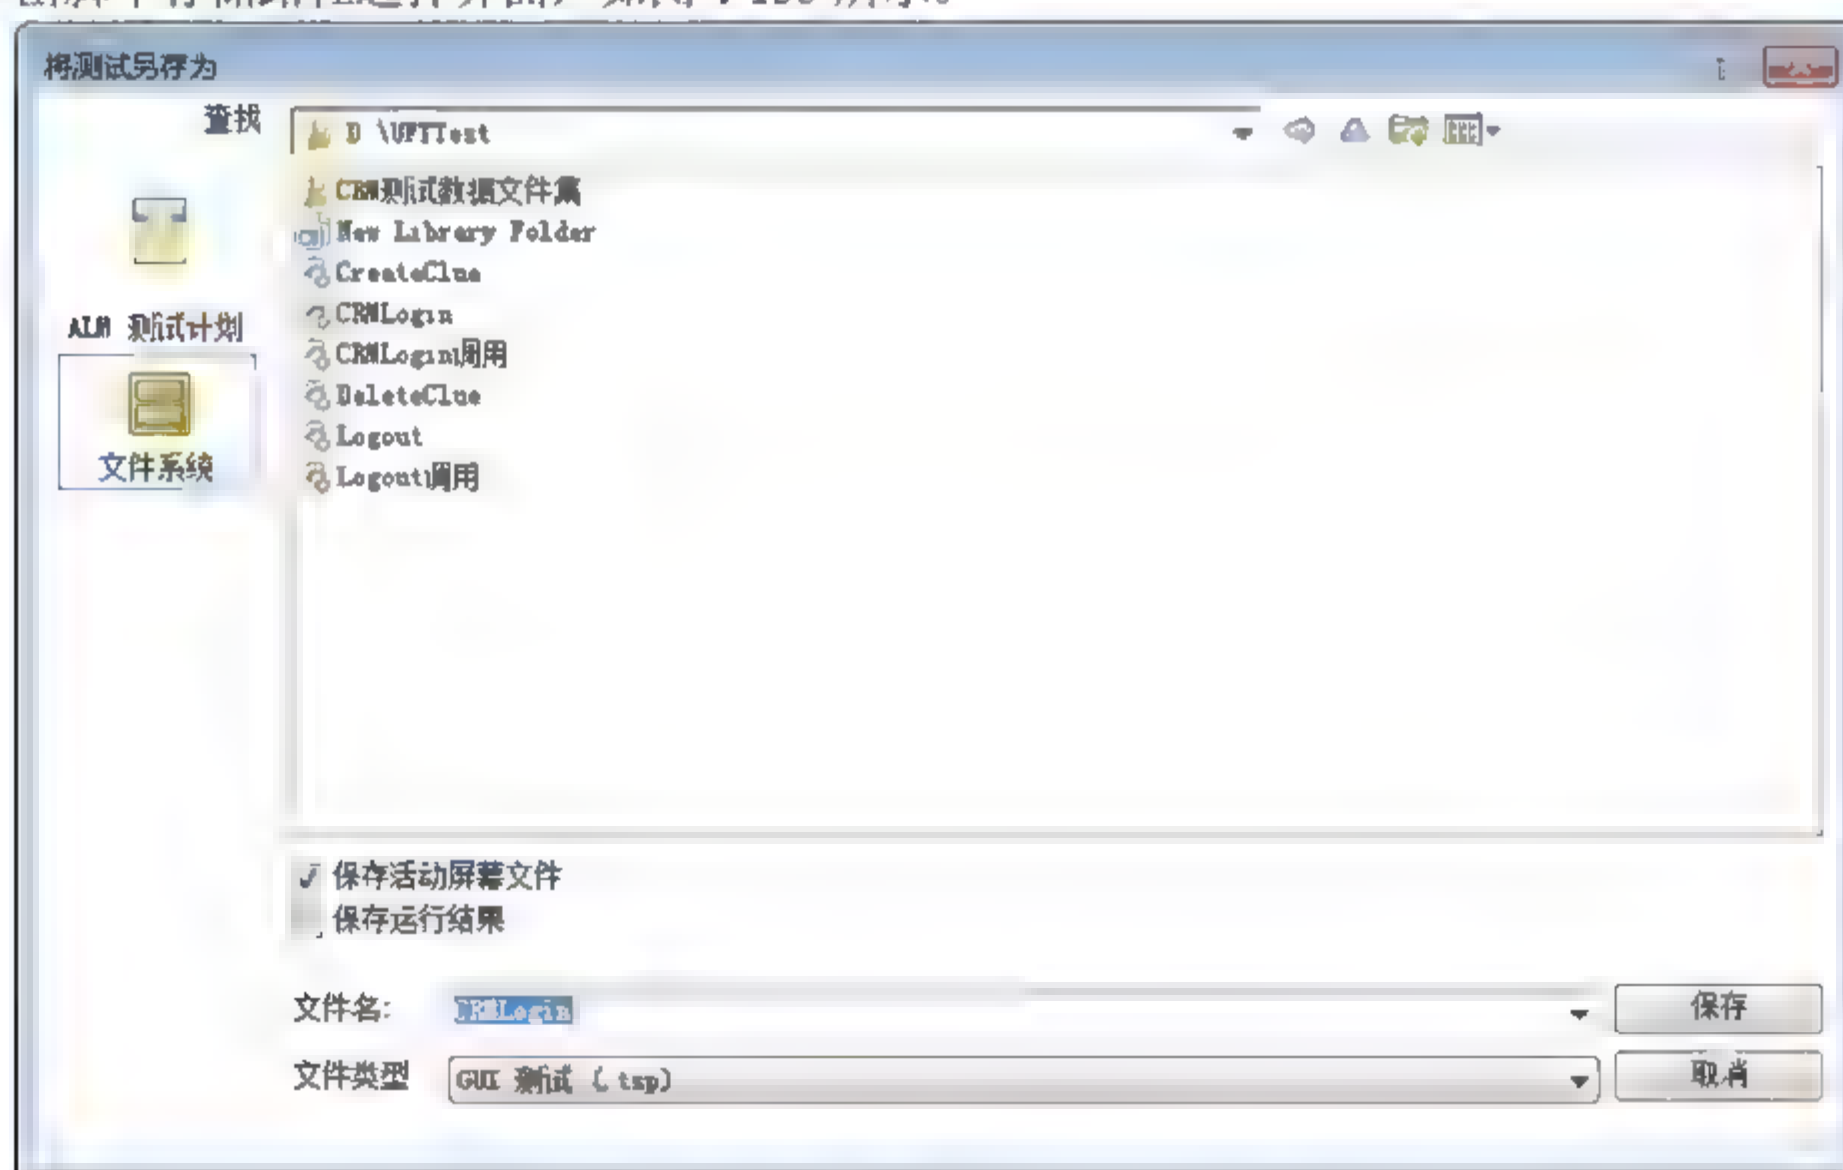 将测试另存为
查找
D \UFTTest
CRM测试数据文件集
New Library Folder
CreateClue
CRMLogin
CRMLogin调用
DeleteClue
Logout
Logout调用
ALM 测试计划
文件系统
保存活动屏幕文件
保存运行结果
文件名: CRMLogin
保存
文件类型 GUI 测试 (.tsp)
取消